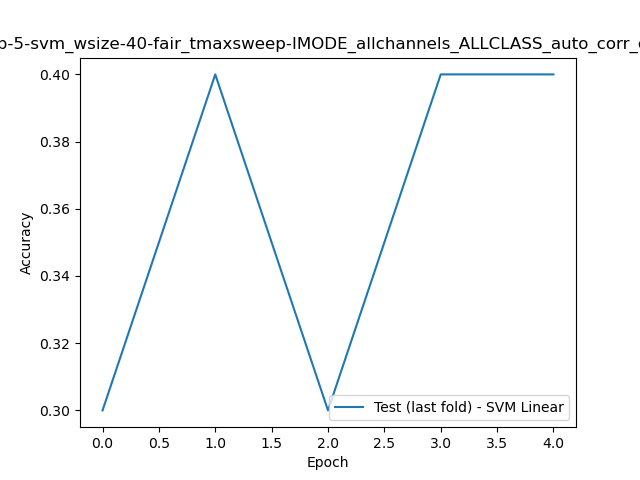 p-5-svm_wsize-40-fair_tmaxsweep-IMODE_allchannels_ALLCLASS_auto_corr_
0.40
0.38
0.36
0.34
0.32
0.30
Accuracy
Test (last fold) - SVM Linear
0.0 0.5 1.0 1.5 2.0 2.5 3.0 3.5 4.0
Epoch